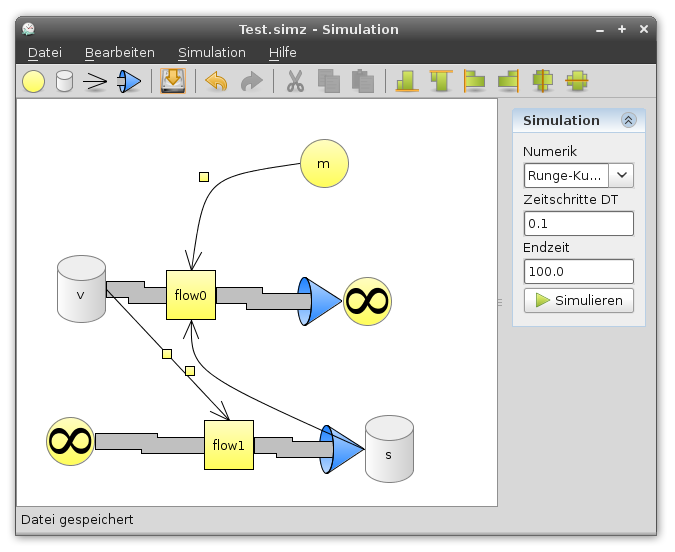 Test.simz - Simulation
Datei Bearbeiten Simulation Hilfe
Simulation
Numerik
Runge-Ku...
Zeitschritte DT
0.1
Endzeit
100.0
Simulieren
m
v
flow0
∞
∞
flow1
s
Datei gespeichert